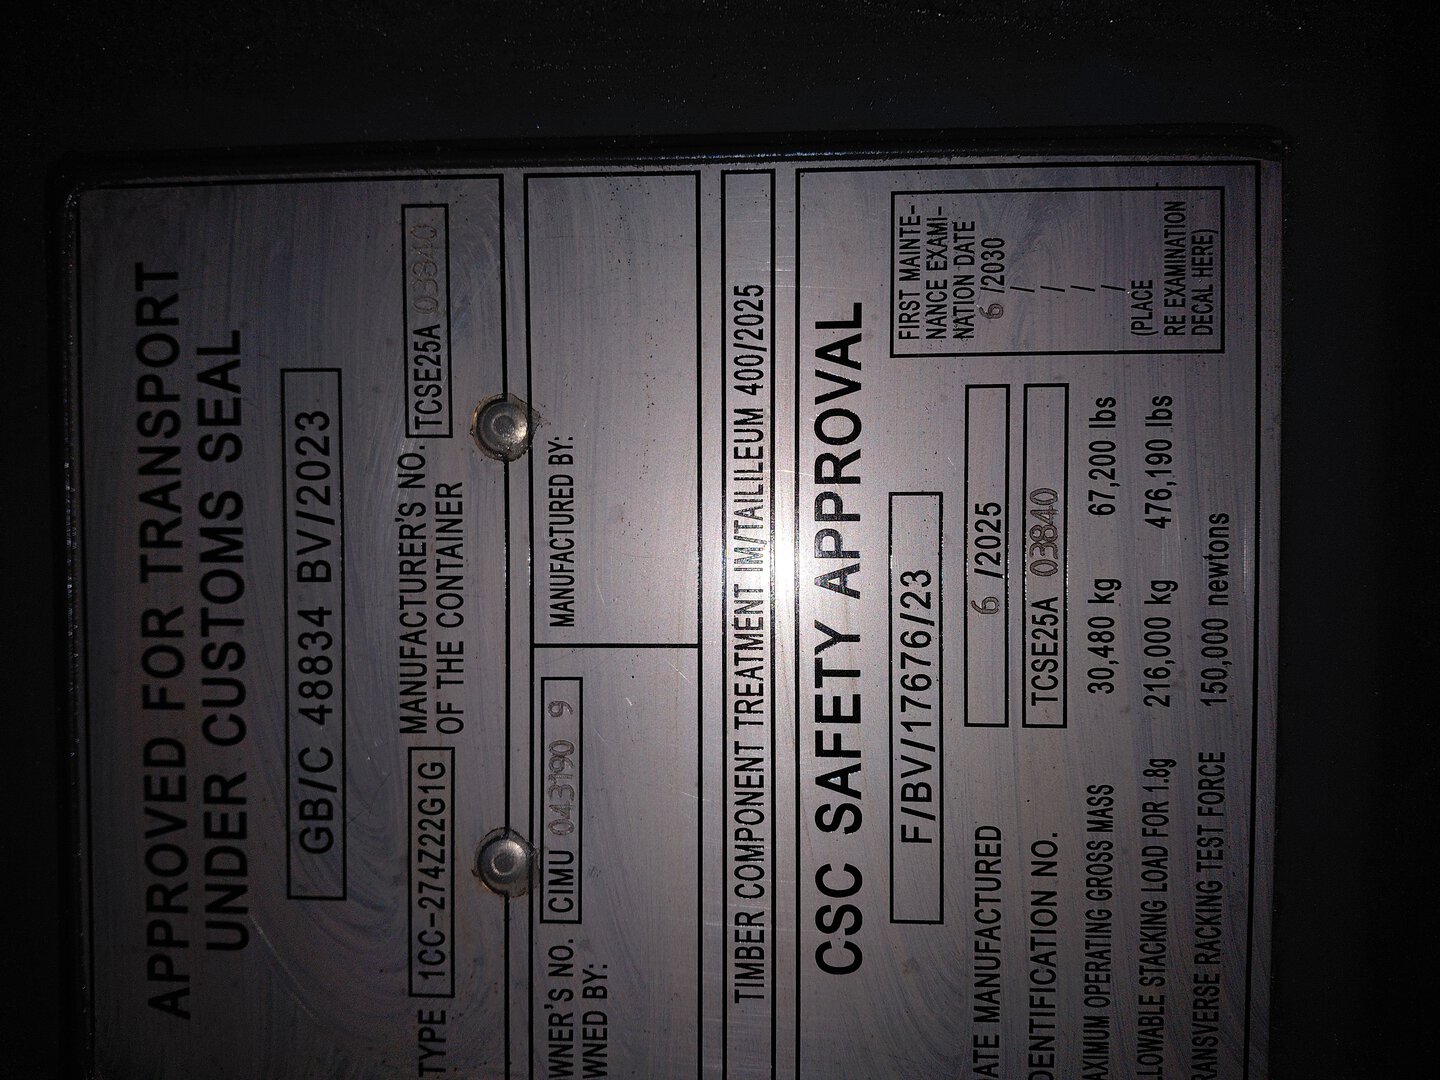 APPROVED FOR TRANSPORT
UNDER CUSTOMS SEAL
GB/C 48834 BV/2023
TYPE 1CC-274Z22G1G MANUFACTURER'S NO. TCSE25A 03840
OF THE CONTAINER
WNER'S NO. CIMU 043190 9 MANUFACTURED BY:
WNED BY:
TIMBER COMPONENT TREATMENT IM/TAILILEUM 400/2025
CSC SAFETY APPROVAL
F/BV/17676/23
ATE MANUFACTURED 6 /2025
DENTIFICATION NO. TCSE25A 03840
AXIMUM OPERATING GROSS MASS 30,480 kg 67,200 lbs
LLOWABLE STACKING LOAD FOR 1.8g 216,000 kg 476,190 lbs
RANSVERSE RACKING TEST FORCE 150,000 newtons
FIRST MAINTE-
NANCE EXAMI-
NATION DATE
6 /2030
/
/
/
/
(PLACE
RE EXAMINATION
DECAL HERE)